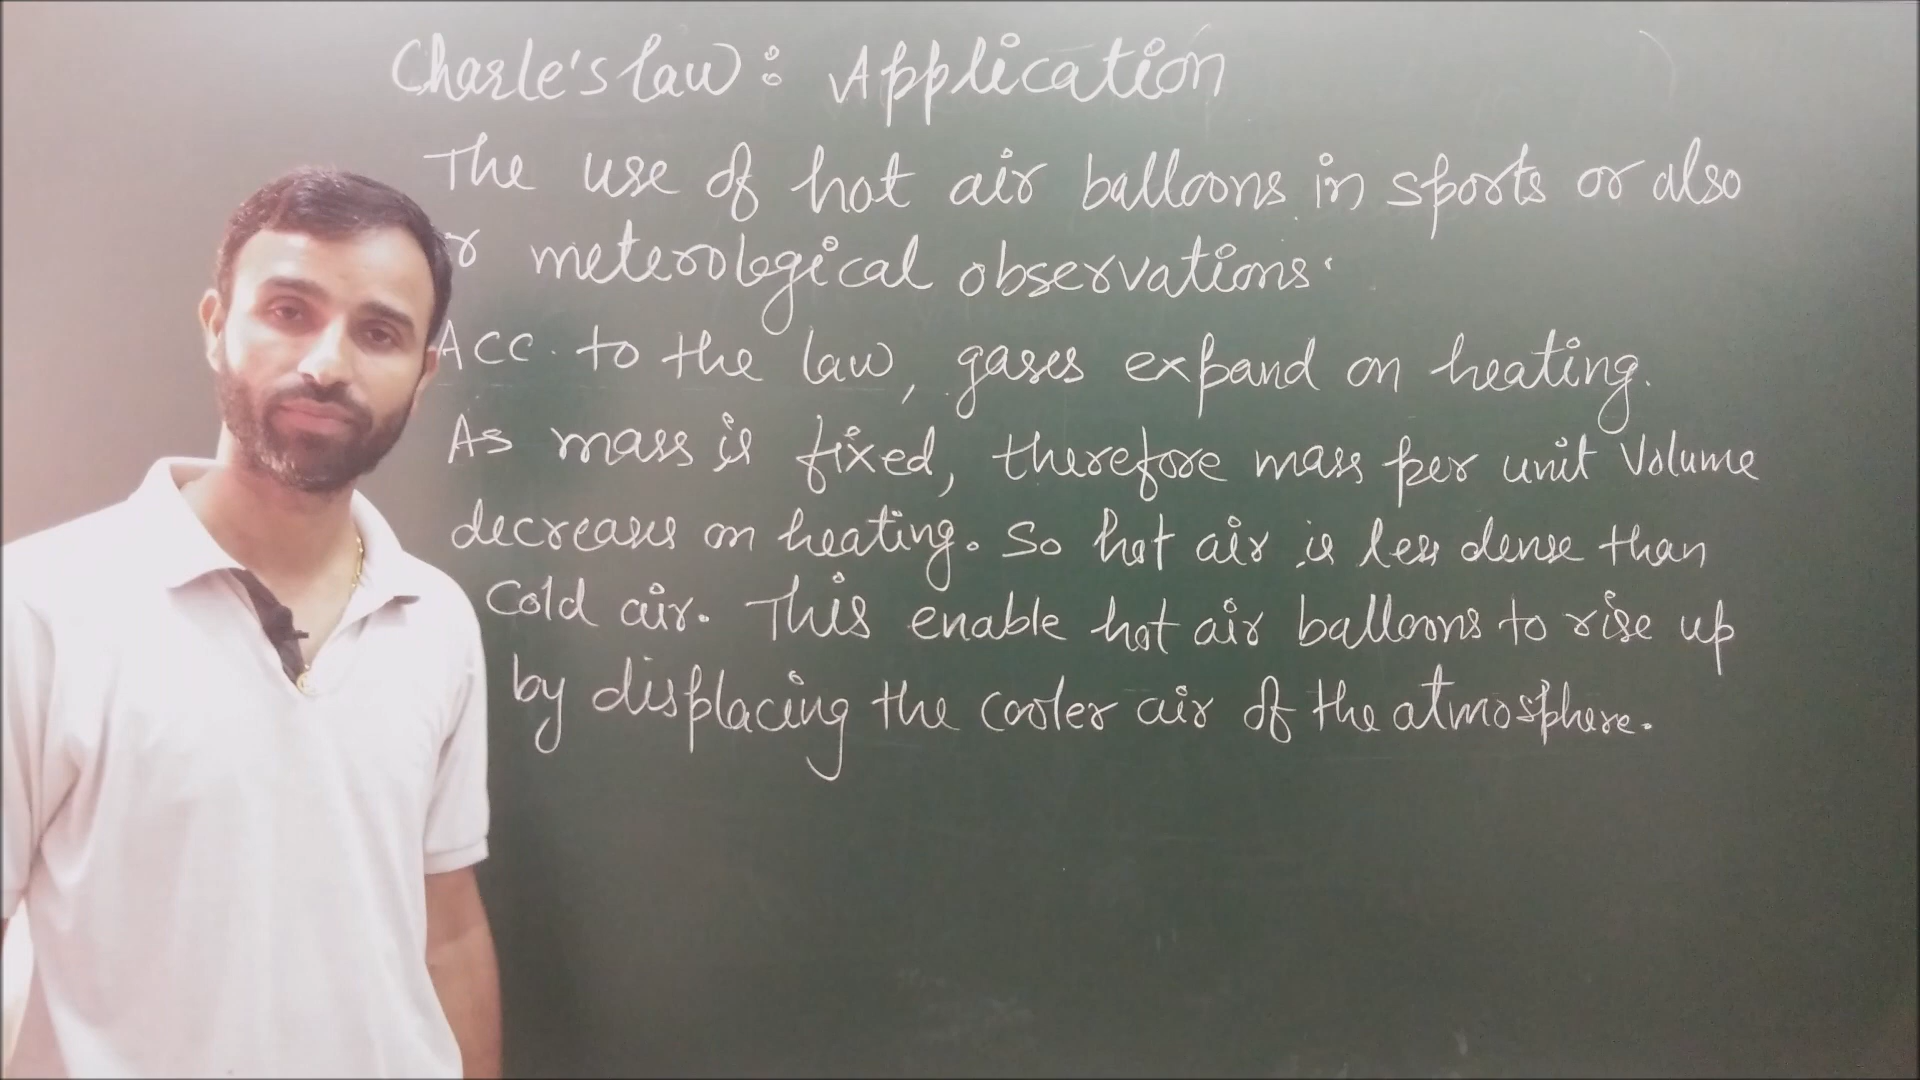 Charle's law : Application
The use of hot air balloons in sports or also
meterological observations.
Acc. to the law, gases expand on heating.
As mass is fixed, therefore mass per unit Volume
decreases on heating. So hot air is less dense than
Cold air. This enable hot air balloons to rise up
by displacing the cooler air of the atmosphere.